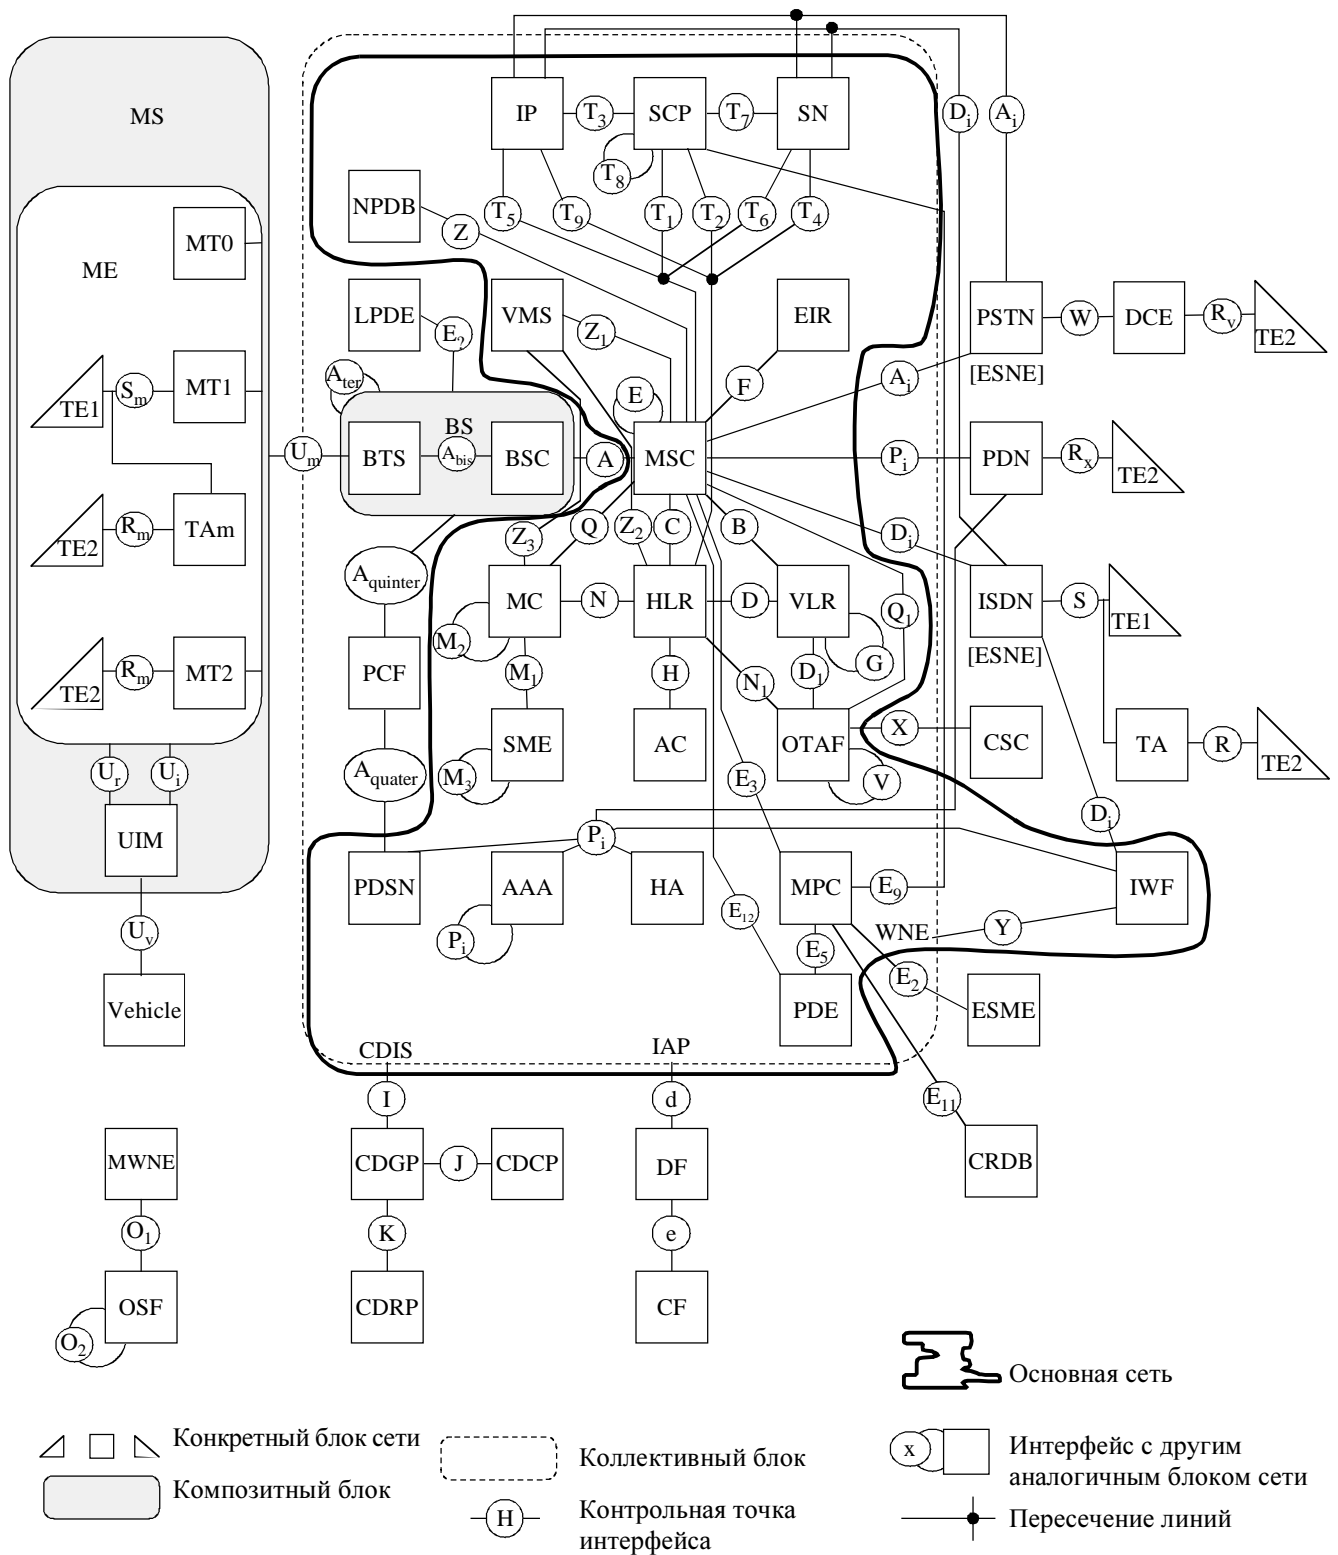 MS
IP
T3
SCP
T7
SN
Di
Ai
T8
NPDB
Z
T5
T9
T1
T2
T6
T4
MT0
ME
LPDE
E?
VMS
Z1
EIR
PSTN
[ESNE]
W
DCE
Rv
TE2
TE1
Sm
MT1
Ater
E
F
Ai
Um
BS
BTS
Abis
BSC
A
MSC
Pi
PDN
Rx
TE2
TE2
Rm
TAm
Z3
Q
Z2
C
B
Di
Aquinter
MC
N
HLR
D
VLR
Q1
ISDN
[ESNE]
S
TE1
M2
G
TE2
Rm
MT2
PCF
M1
H
N1
D1
SME
AC
OTAF
X
CSC
TA
R
TE2
Ur
Ui
Aquater
M3
E3
V
UIM
Pi
Di
PDSN
AAA
HA
MPC
E9
IWF
Uv
Pi
E12
E5
WNE
Y
E2
Vehicle
PDE
ESME
CDIS
IAP
I
d
E11
MWNE
CDGP
J
CDCP
DF
CRDB
O1
K
e
OSF
O2
CDRP
CF
Основная сеть
Конкретный блок сети
Композитный блок
Коллективный блок
H
Контрольная точка
интерфейса
x
Интерфейс с другим
аналогичным блоком сети
Пересечение линий